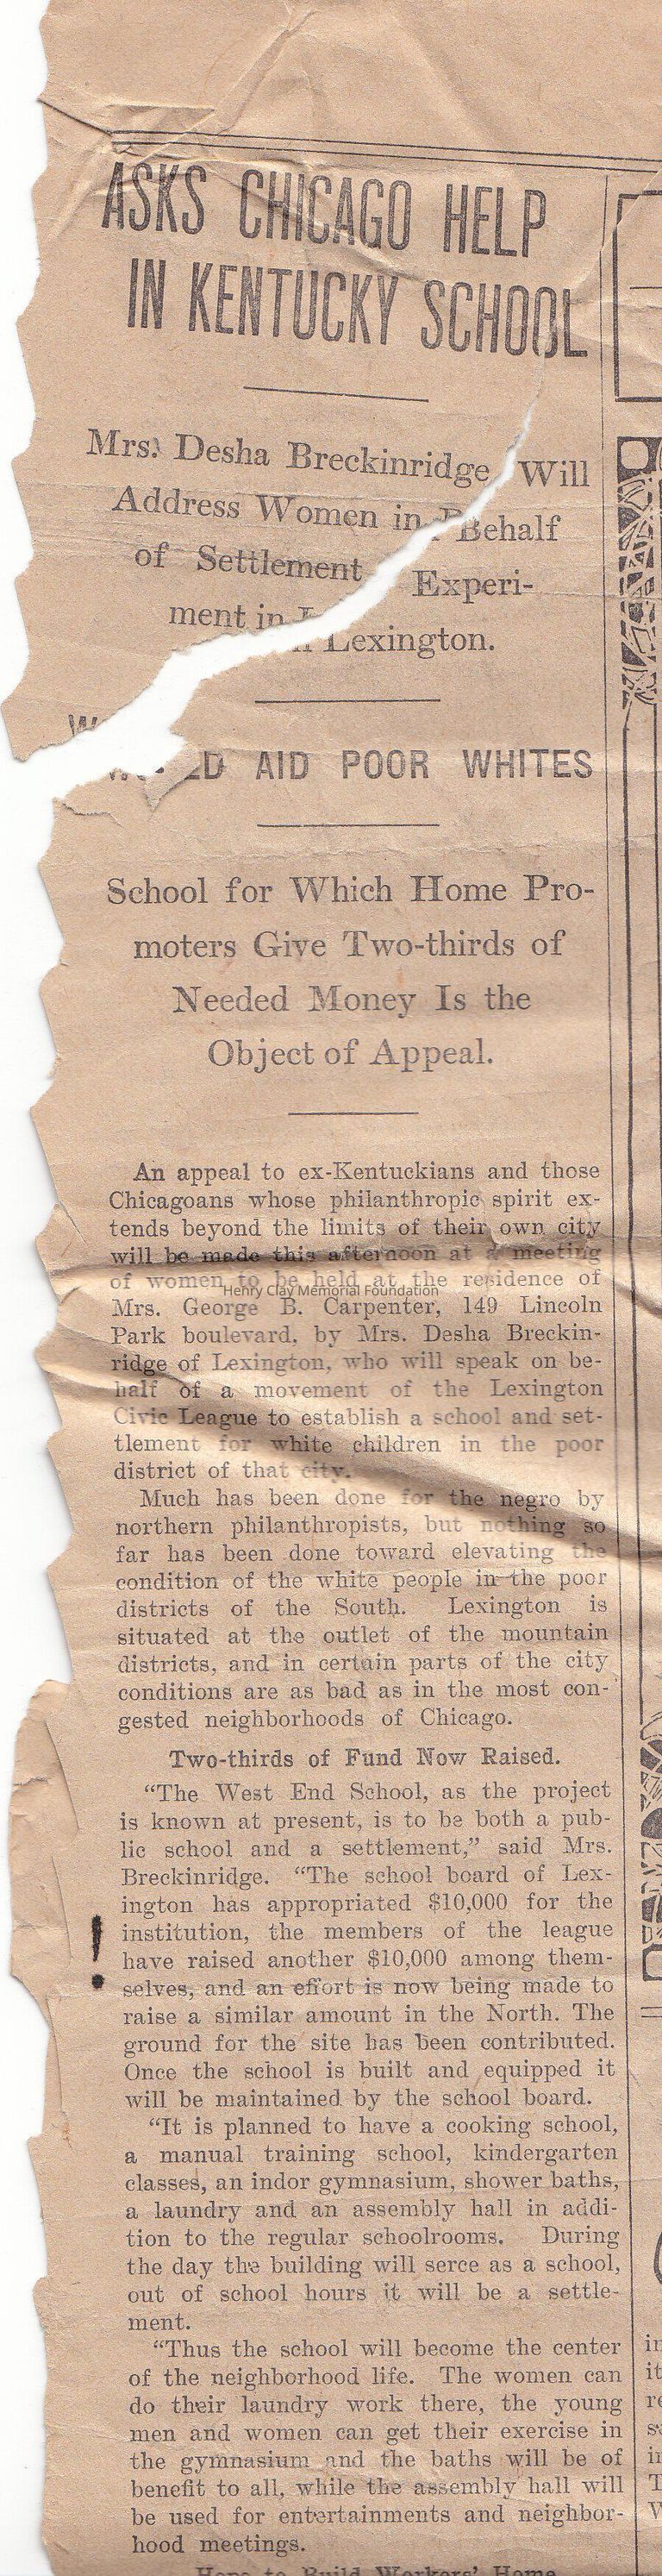 ASKS CHICAGO HELP
IN KENTUCKY SCHOOL
Mrs. Desha Breckinridge Will
Address Women in Behalf
of Settlement Experi-
ment in Lexington.
AID POOR WHITES
School for Which Home Pro-
moters Give Two-thirds of
Needed Money Is the
Object of Appeal.
An appeal to ex-Kentuckians and those
Chicagoans whose philanthropic spirit ex-
tends beyond the limits of their own city
will be made this afternoon at a meeting
of women to be held at the residence of
Henry Clay Memorial Foundation
Mrs. George B. Carpenter, 149 Lincoln
Park boulevard, by Mrs. Desha Breckin-
ridge of Lexington, who will speak on be-
half of a movement of the Lexington
Civic League to establish a school and set-
tlement for white children in the poor
district of that city.
Much has been done for the negro by
northern philanthropists, but nothing so
far has been done toward elevating the
condition of the white people in the poor
districts of the South. Lexington is
situated at the outlet of the mountain
districts, and in certain parts of the city
conditions are as bad as in the most con-
gested neighborhoods of Chicago.
Two-thirds of Fund Now Raised.
“The West End School, as the project
is known at present, is to be both a pub-
lic school and a settlement,” said Mrs.
Breckinridge. “The school board of Lex-
ington has appropriated $10,000 for the
institution, the members of the league
have raised another $10,000 among them-
selves, and an effort is now being made to
raise a similar amount in the North. The
ground for the site has been contributed.
Once the school is built and equipped it
will be maintained by the school board.
“It is planned to have a cooking school,
a manual training school, kindergarten
classes, an indor gymnasium, shower baths,
a laundry and an assembly hall in addi-
tion to the regular schoolrooms. During
the day the building will serce as a school,
out of school hours it will be a settle-
ment.
“Thus the school will become the center
of the neighborhood life. The women can
do their laundry work there, the young
men and women can get their exercise in
the gymnasium and the baths will be of
benefit to all, while the assembly hall will
be used for entertainments and neighbor-
hood meetings.
Hope to Build Workers' Home